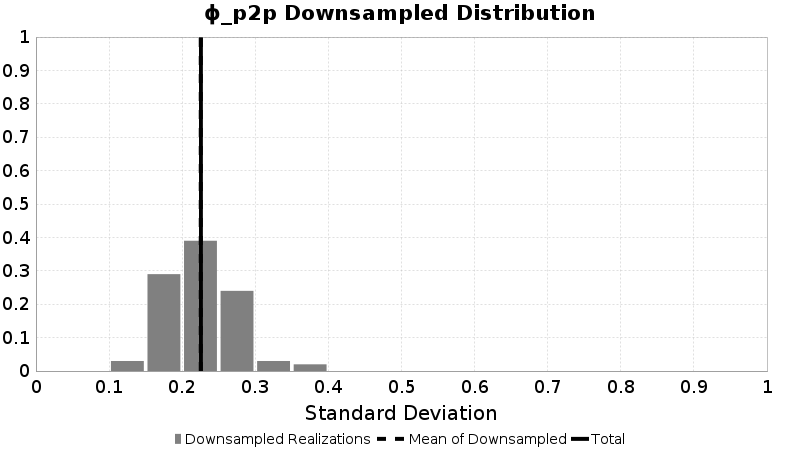 ϕ_p2p Downsampled Distribution
1
0.9
0.8
0.7
0.6
0.5
0.4
0.3
0.2
0.1
0
0 0.1 0.2 0.3 0.4 0.5 0.6 0.7 0.8 0.9 1
Standard Deviation
Downsampled Realizations Mean of Downsampled Total